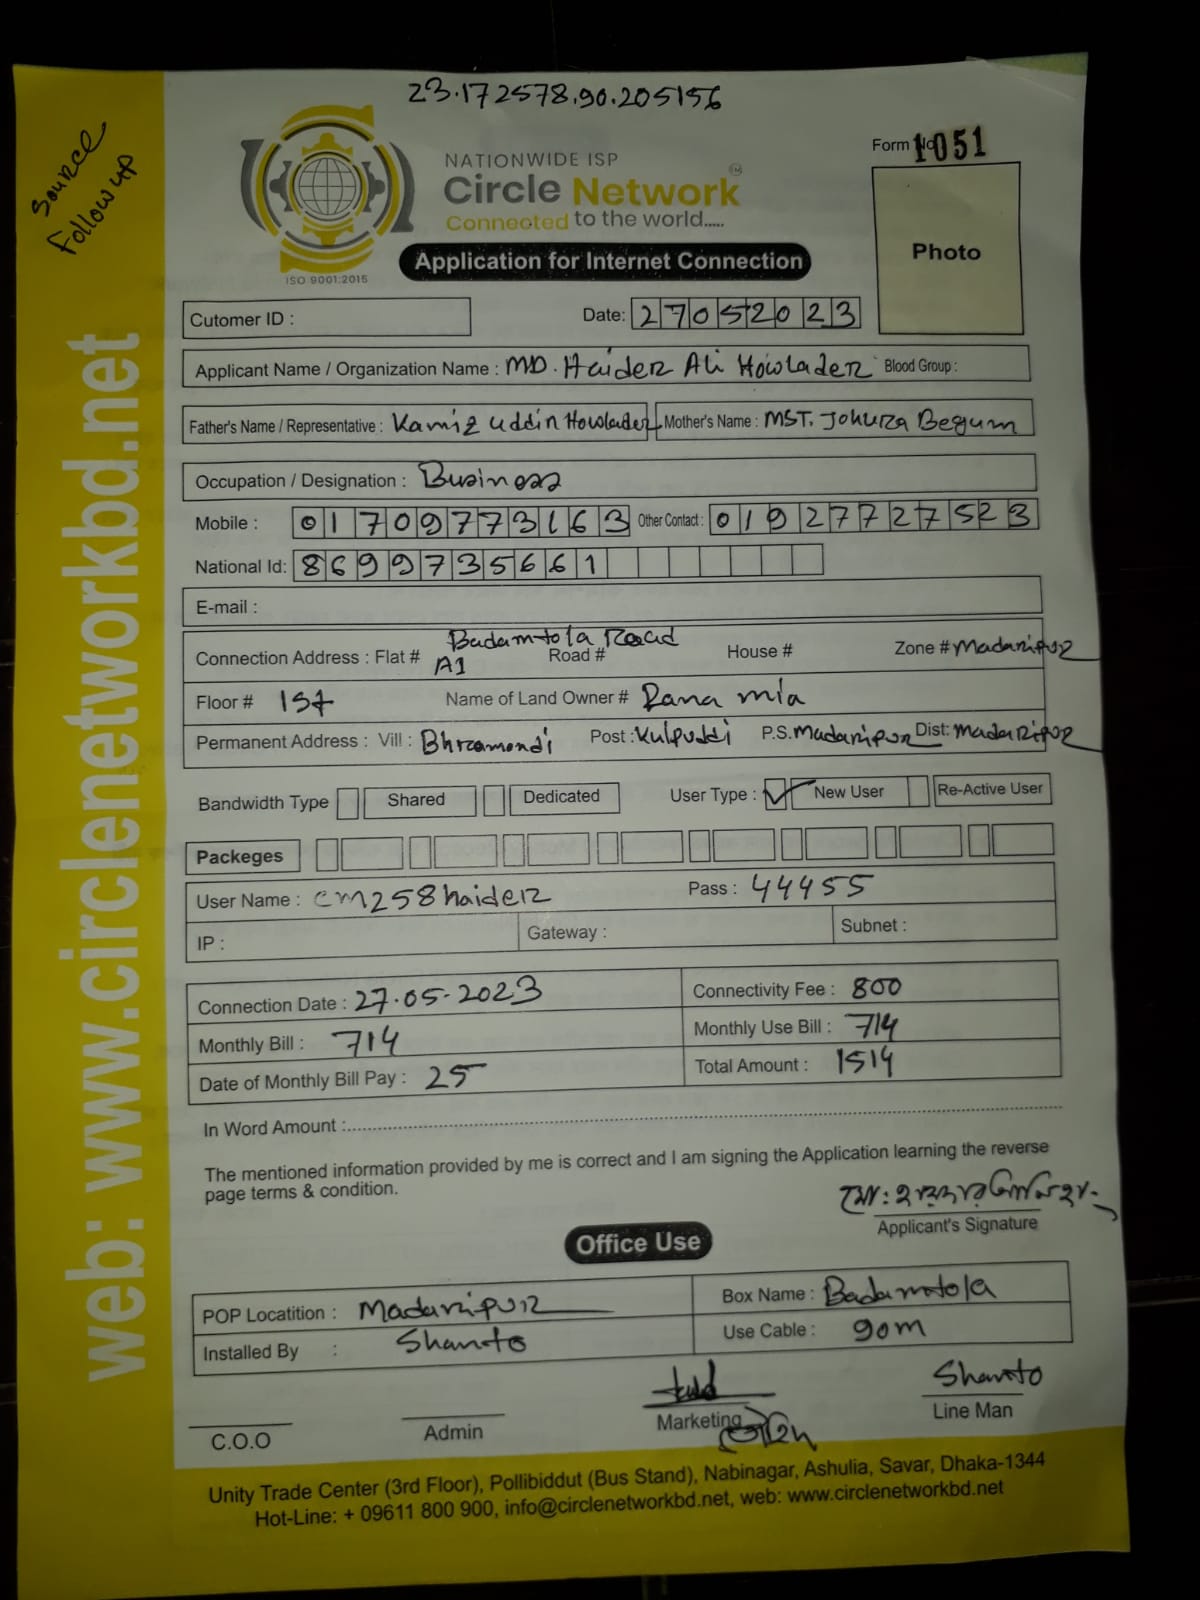 23.172578.90.205156
Source
Follow up
web: www.circlenetworkbd.net
ISO 9001:2015
NATIONWIDE ISP
Circle Network TM
Connected to the world.....
Form No 1051
Photo
Application for Internet Connection
Cutomer ID :
Date: 27052023
Applicant Name / Organization Name : MD. Haider Ali Howlader Blood Group :
Father's Name / Representative : Kamiz uddin Howlader Mother's Name : MST. Johura Begum
Occupation / Designation : Business
Mobile : 01709773163 Other Contact : 01927727523
National Id: 8699735661
E-mail :
Badamtola Road
Connection Address : Flat # A1 Road # House # Zone # Madaripur
Floor # 1st Name of Land Owner # Rana mia
Permanent Address : Vill : Bhramondi Post : Kulpuddi P.S. Madaripur Dist: Madaripur
Bandwidth Type Shared Dedicated User Type : ✓ New User Re-Active User
Packeges
User Name : cm258haider Pass : 44455
IP : Gateway : Subnet :
Connection Date : 27.05.2023 Connectivity Fee : 800
Monthly Bill : 714 Monthly Use Bill : 714
Date of Monthly Bill Pay : 25 Total Amount : 1514
In Word Amount :
The mentioned information provided by me is correct and I am signing the Application learning the reverse
page terms & condition.
Applicant's Signature
Office Use
POP Locatition : Madaripur Box Name : Badamtola
Installed By : Shanto Use Cable : 90m
Shanto
C.O.O Admin Marketing Line Man
Unity Trade Center (3rd Floor), Pollibiddut (Bus Stand), Nabinagar, Ashulia, Savar, Dhaka-1344
Hot-Line: + 09611 800 900, info@circlenetworkbd.net, web: www.circlenetworkbd.net